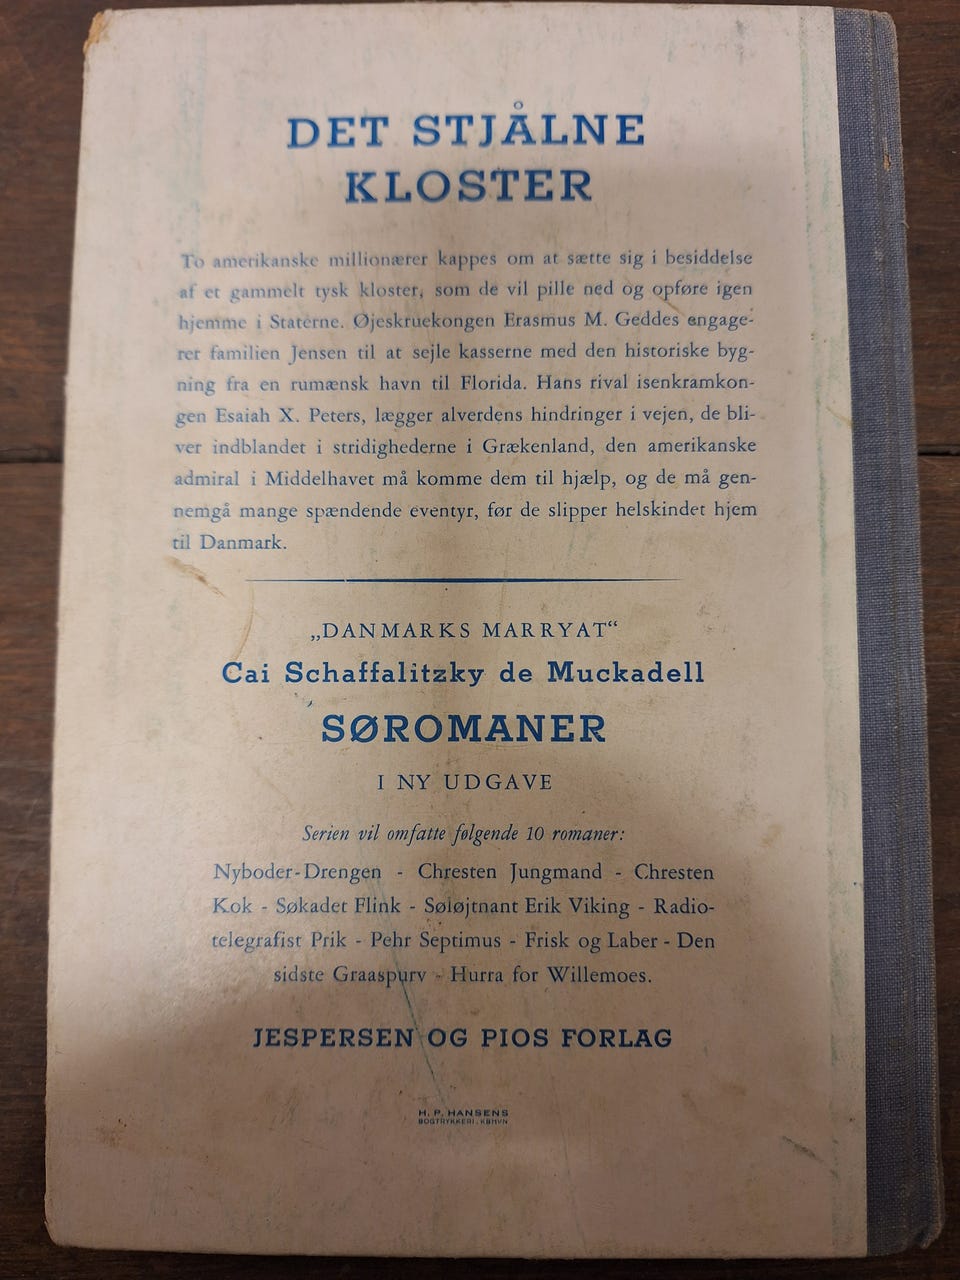 DET STJÅLNE
KLOSTER
To amerikanske millionærer kappes om at sætte sig i besiddelse
af et gammelt tysk kloster, som de vil pille ned og opføre igen
hjemme i Staterne. Øjeskruekongen Erasmus M. Geddes engage-
rer familien Jensen til at sejle kasserne med den historiske byg-
ning fra en rumænsk havn til Florida. Hans rival isenkramkon-
gen Esaiah X. Peters, lægger alverdens hindringer i vejen, de bli-
ver indblandet i stridighederne i Grækenland, den amerikanske
admiral i Middelhavet må komme dem til hjælp, og de må gen-
nemgå mange spændende eventyr, før de slipper helskindet hjem
til Danmark.
„DANMARKS MARRYAT“
Cai Schaffalitzky de Muckadell
SØROMANER
I NY UDGAVE
Serien vil omfatte følgende 10 romaner:
Nyboder-Drengen - Chresten Jungmand - Chresten
Kok - Søkadet Flink - Søløjtnant Erik Viking - Radio-
telegrafist Prik - Pehr Septimus - Frisk og Laber - Den
sidste Graaspurv - Hurra for Willemoes.
JESPERSEN OG PIOS FORLAG
H. P. HANSENS
BOGTRYKKERI . KBHVN